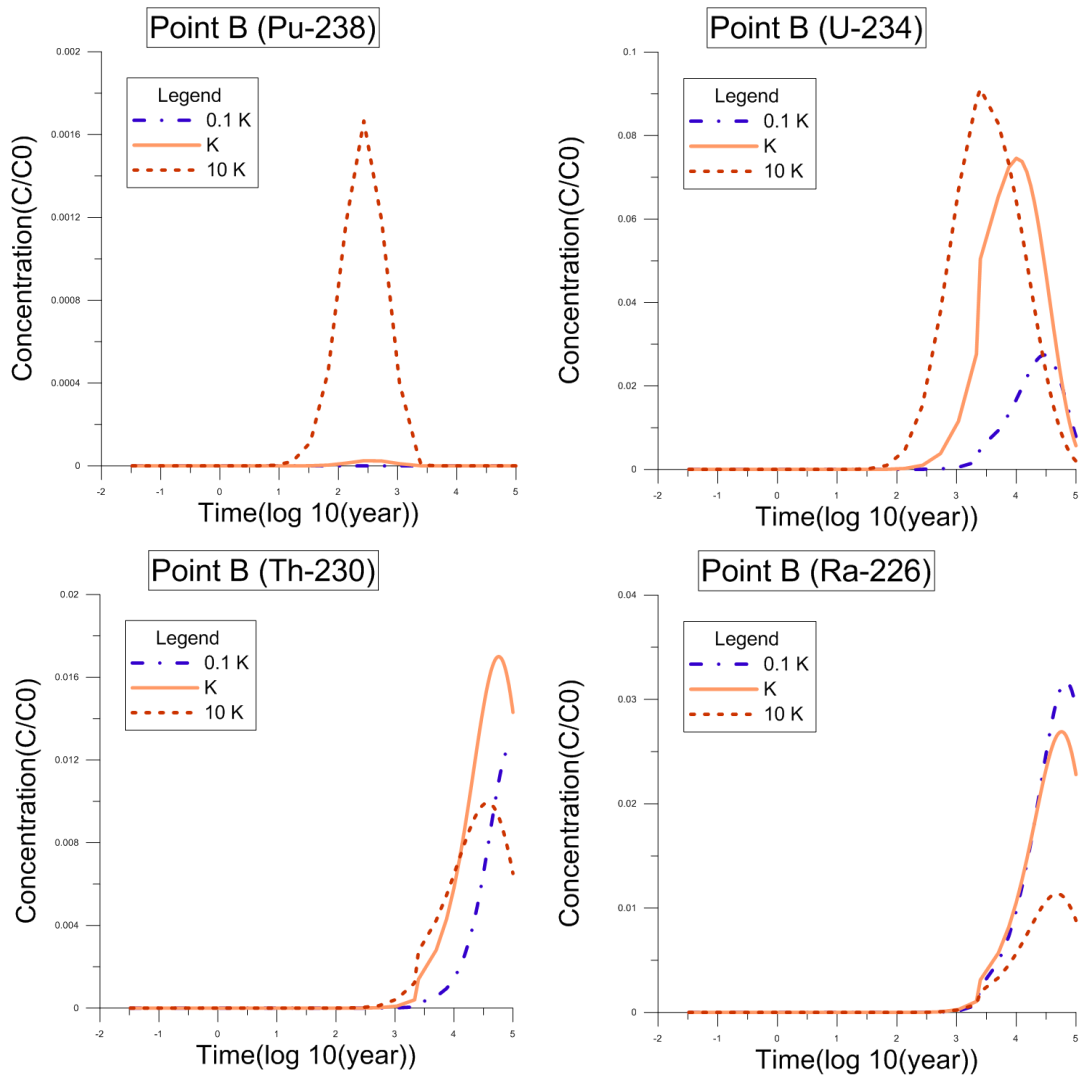 Point B (Pu-238)
Concentration(C/C0)
0.002
0.0016
0.0012
0.0008
0.0004
0
Legend
0.1 K
K
10 K
-2 -1 0 1 2 3 4 5
Time(log 10(year))
Point B (U-234)
Concentration(C/C0)
0.1
0.08
0.06
0.04
0.02
0
Legend
0.1 K
K
10 K
-2 -1 0 1 2 3 4 5
Time(log 10(year))
Point B (Th-230)
Concentration(C/C0)
0.02
0.016
0.012
0.008
0.004
0
Legend
0.1 K
K
10 K
-2 -1 0 1 2 3 4 5
Time(log 10(year))
Point B (Ra-226)
Concentration(C/C0)
0.04
0.03
0.02
0.01
0
Legend
0.1 K
K
10 K
-2 -1 0 1 2 3 4 5
Time(log 10(year))